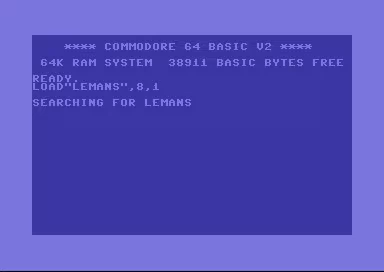 **** COMMODORE 64 BASIC V2 ****
64K RAM SYSTEM  38911 BASIC BYTES FREE
READY.
LOAD"LEMANS",8,1
SEARCHING FOR LEMANS